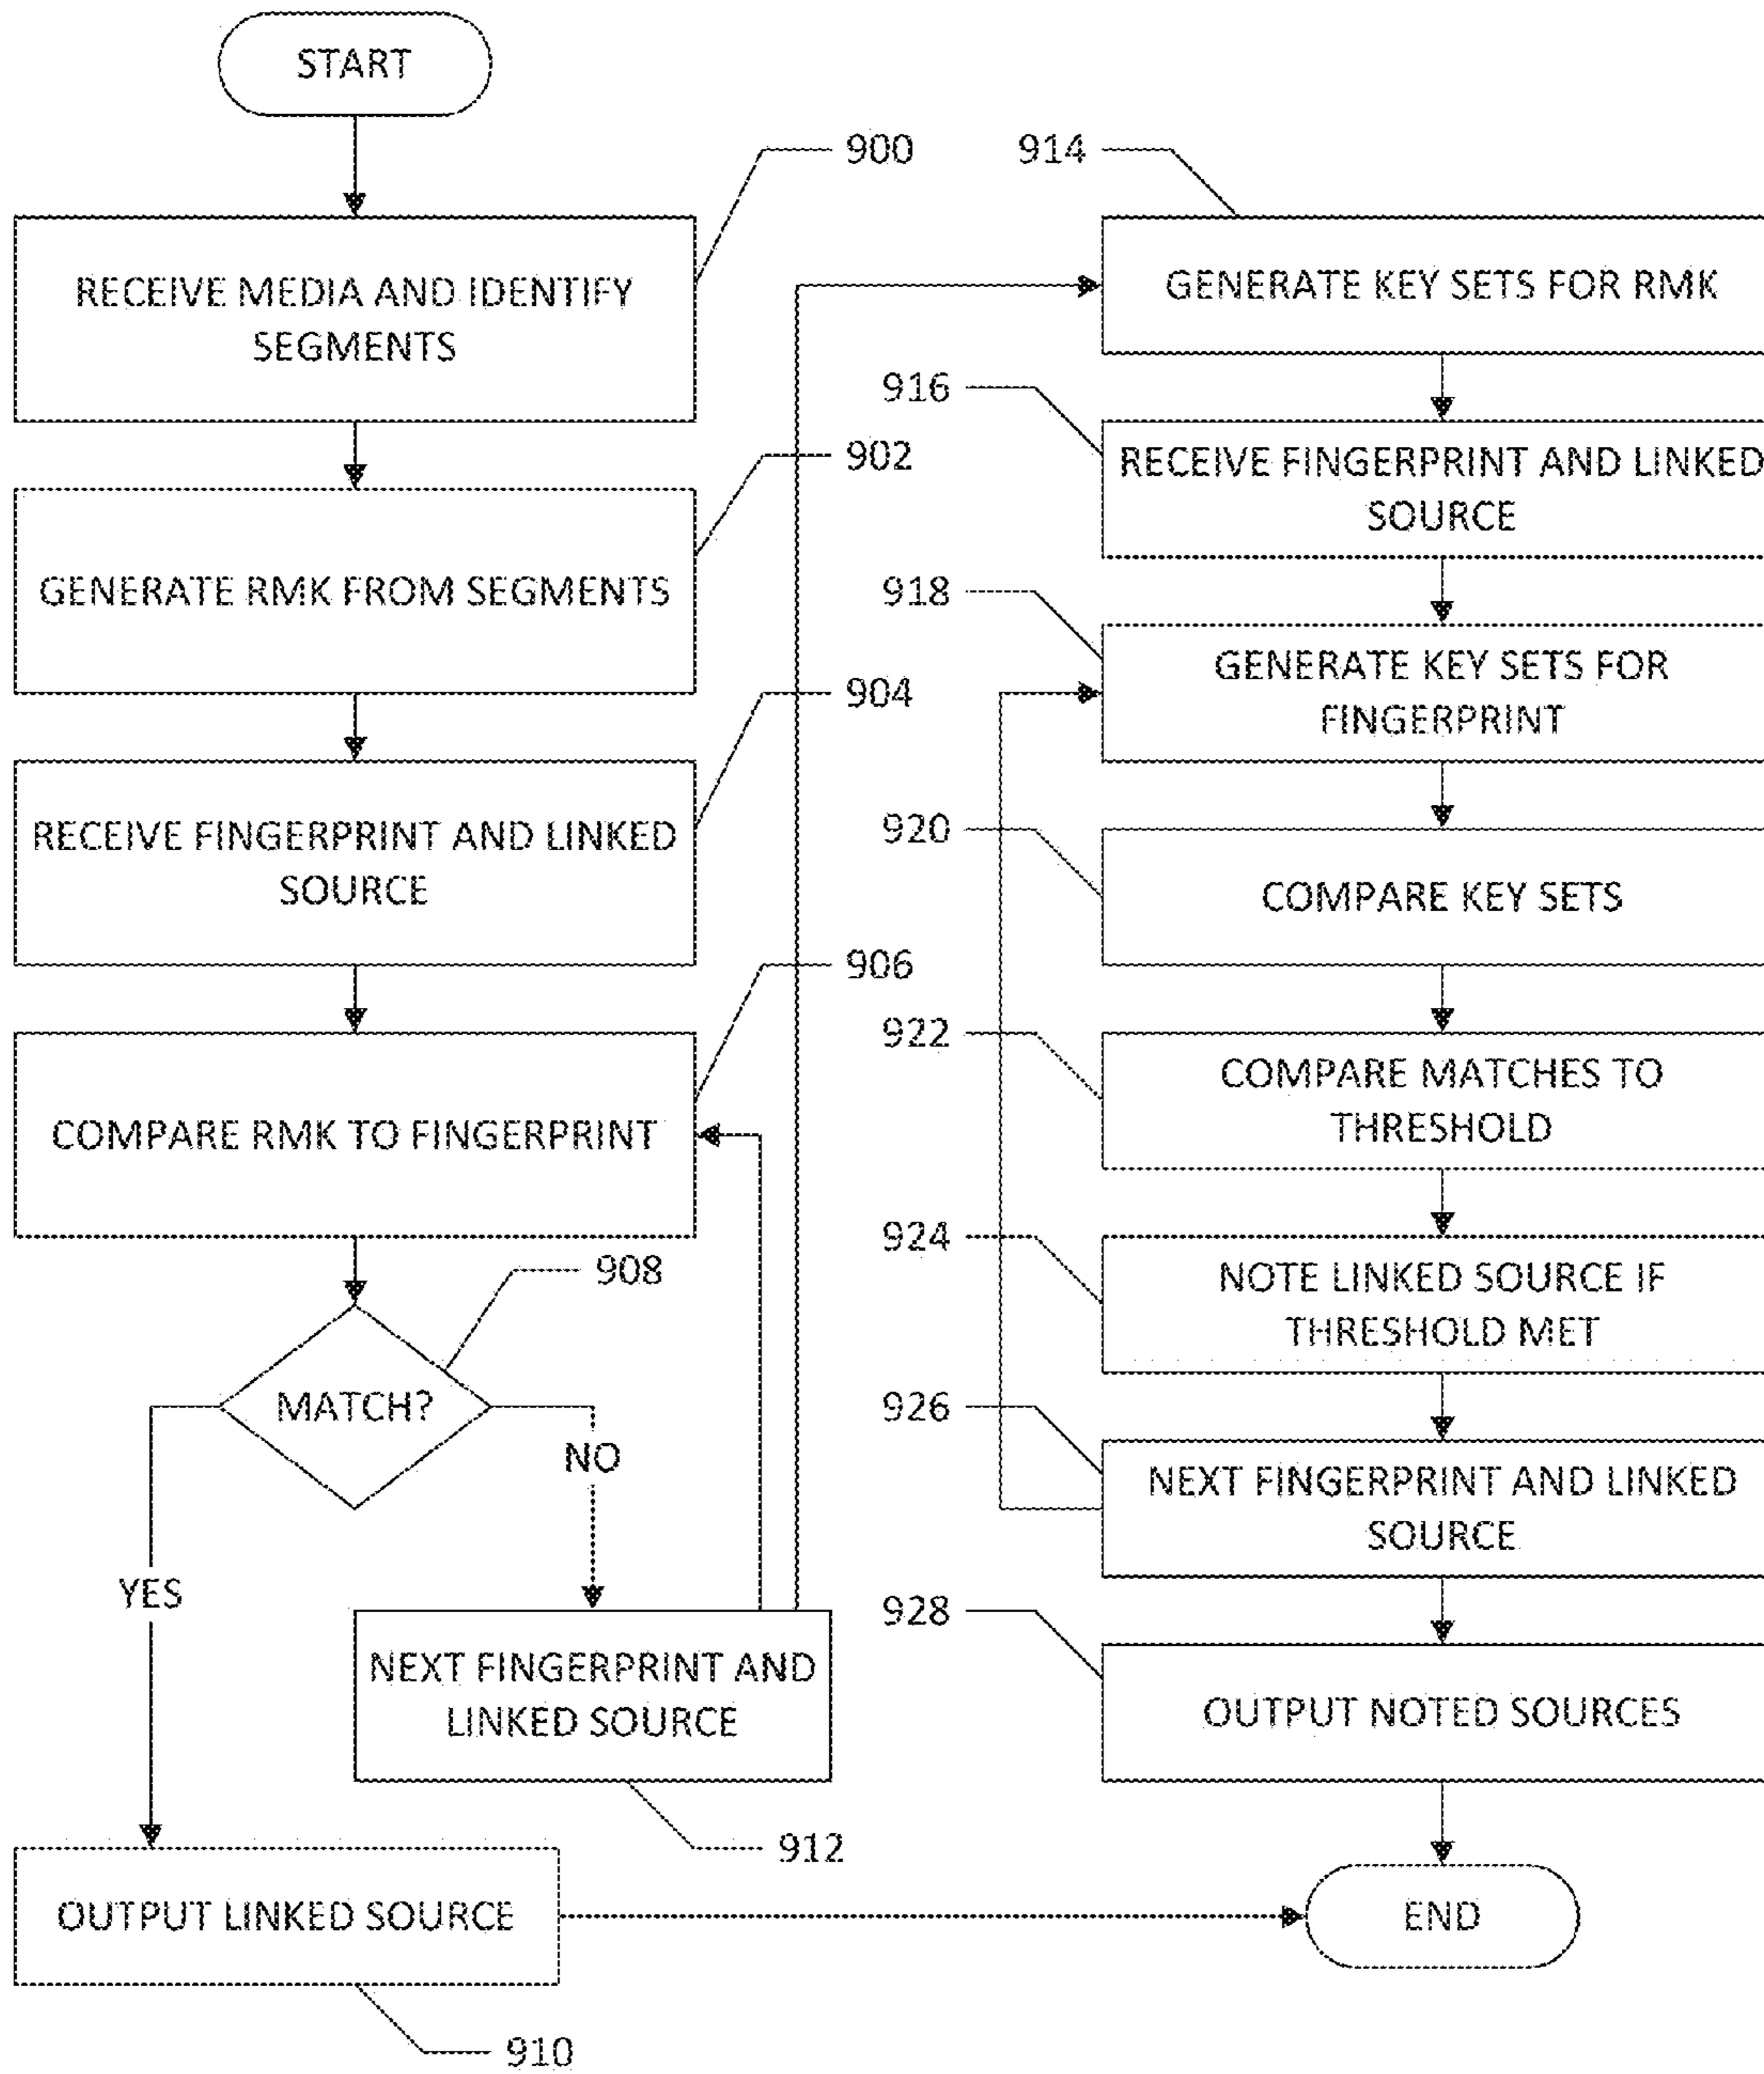 START
900
RECEIVE MEDIA AND IDENTIFY
SEGMENTS
902
GENERATE RMK FROM SEGMENTS
904
RECEIVE FINGERPRINT AND LINKED
SOURCE
906
COMPARE RMK TO FINGERPRINT
908
MATCH?
NO
YES
NEXT FINGERPRINT AND
LINKED SOURCE
912
OUTPUT LINKED SOURCE
910
914
GENERATE KEY SETS FOR RMK
916
RECEIVE FINGERPRINT AND LINKED
SOURCE
918
GENERATE KEY SETS FOR
FINGERPRINT
920
COMPARE KEY SETS
922
COMPARE MATCHES TO
THRESHOLD
924
NOTE LINKED SOURCE IF
THRESHOLD MET
926
NEXT FINGERPRINT AND LINKED
SOURCE
928
OUTPUT NOTED SOURCES
END